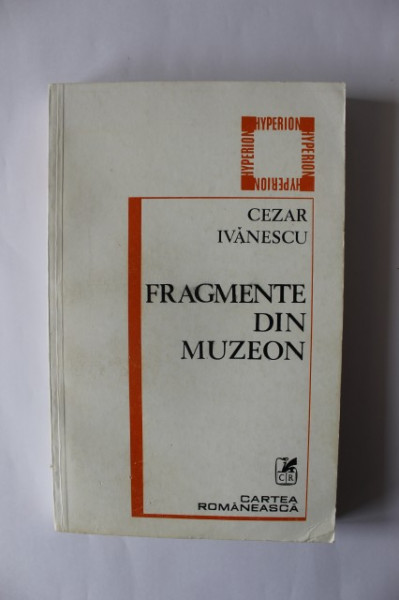 HYPERION
HYPERION
HYPERION
HYPERION
CEZAR
IVĂNESCU
FRAGMENTE
DIN
MUZEON
CR
CARTEA
ROMÂNEASCĂ